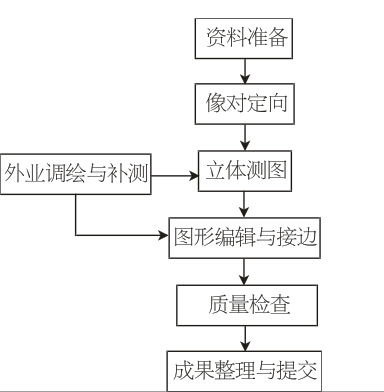 资料准备
像对定向
外业调绘与补测
立体测图
图形编辑与接边
质量检查
成果整理与提交